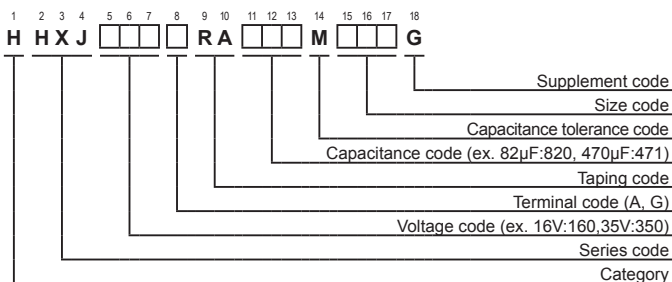 1 2 3 4 5 6 7 8 9 10 11 12 13 14 15 16 17 18
H H X J R A M G
Supplement code
Size code
Capacitance tolerance code
Capacitance code (ex. 82μF:820, 470μF:471)
Taping code
Terminal code (A, G)
Voltage code (ex. 16V:160,35V:350)
Series code
Category